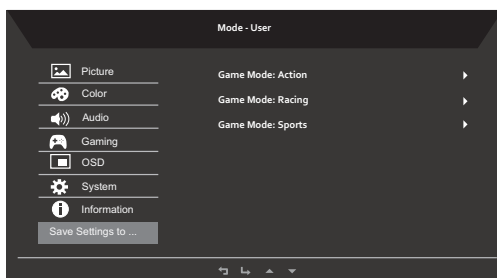 Mode - User
Picture
Color
Audio
Gaming
OSD
System
Information
Save Settings to ...
Game Mode: Action
Game Mode: Racing
Game Mode: Sports